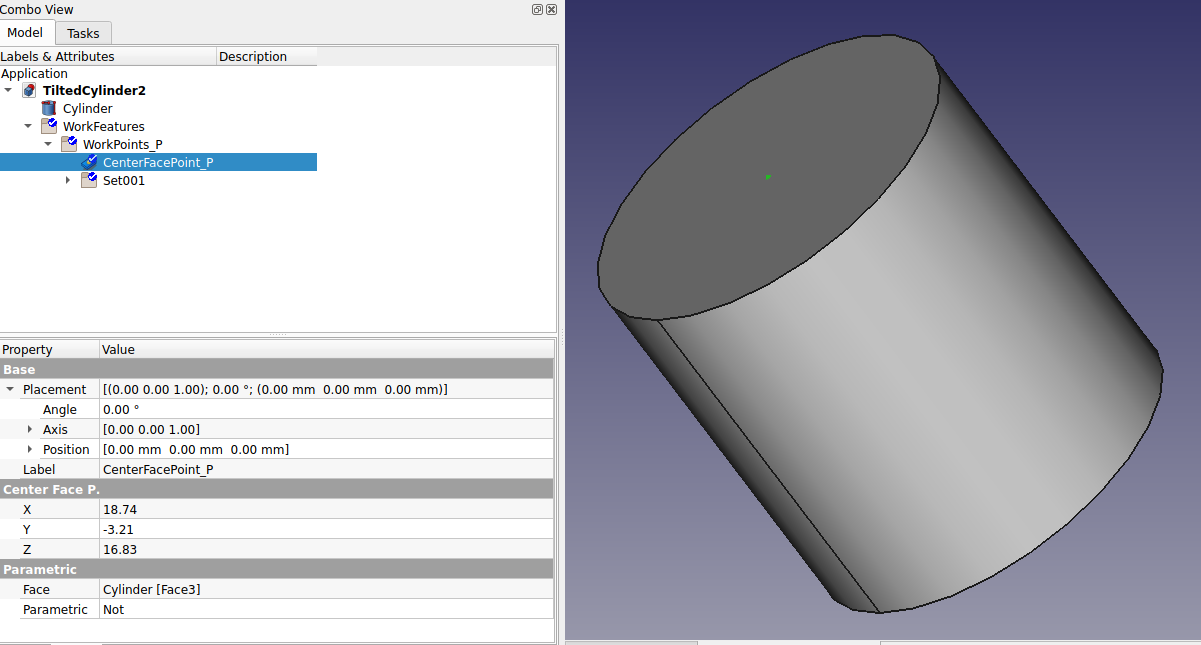 Combo View
Model Tasks
Labels & Attributes Description
Application
TiltedCylinder2
Cylinder
WorkFeatures
WorkPoints_P
CenterFacePoint_P
Set001
Property Value
Base
Placement [(0.00 0.00 1.00); 0.00 °; (0.00 mm 0.00 mm 0.00 mm)]
Angle 0.00 °
Axis [0.00 0.00 1.00]
Position [0.00 mm 0.00 mm 0.00 mm]
Label CenterFacePoint_P
Center Face P.
X 18.74
Y -3.21
Z 16.83
Parametric
Face Cylinder [Face3]
Parametric Not